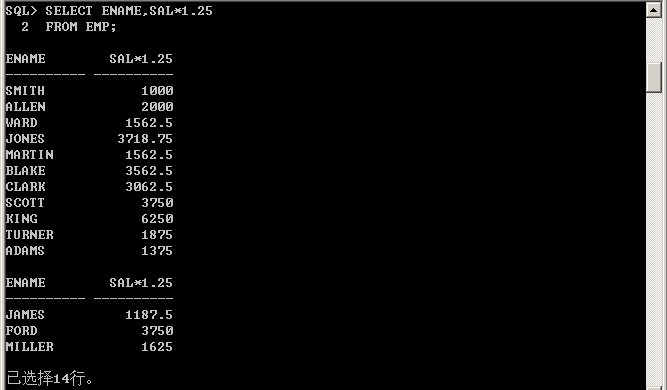 SQL> SELECT ENAME,SAL*1.25
  2  FROM EMP;

ENAME        SAL*1.25
---------- ----------
SMITH            1000
ALLEN            2000
WARD           1562.5
JONES         3718.75
MARTIN         1562.5
BLAKE          3562.5
CLARK          3062.5
SCOTT            3750
KING             6250
TURNER           1875
ADAMS            1375

ENAME        SAL*1.25
---------- ----------
JAMES          1187.5
FORD             3750
MILLER           1625

已选择14行。